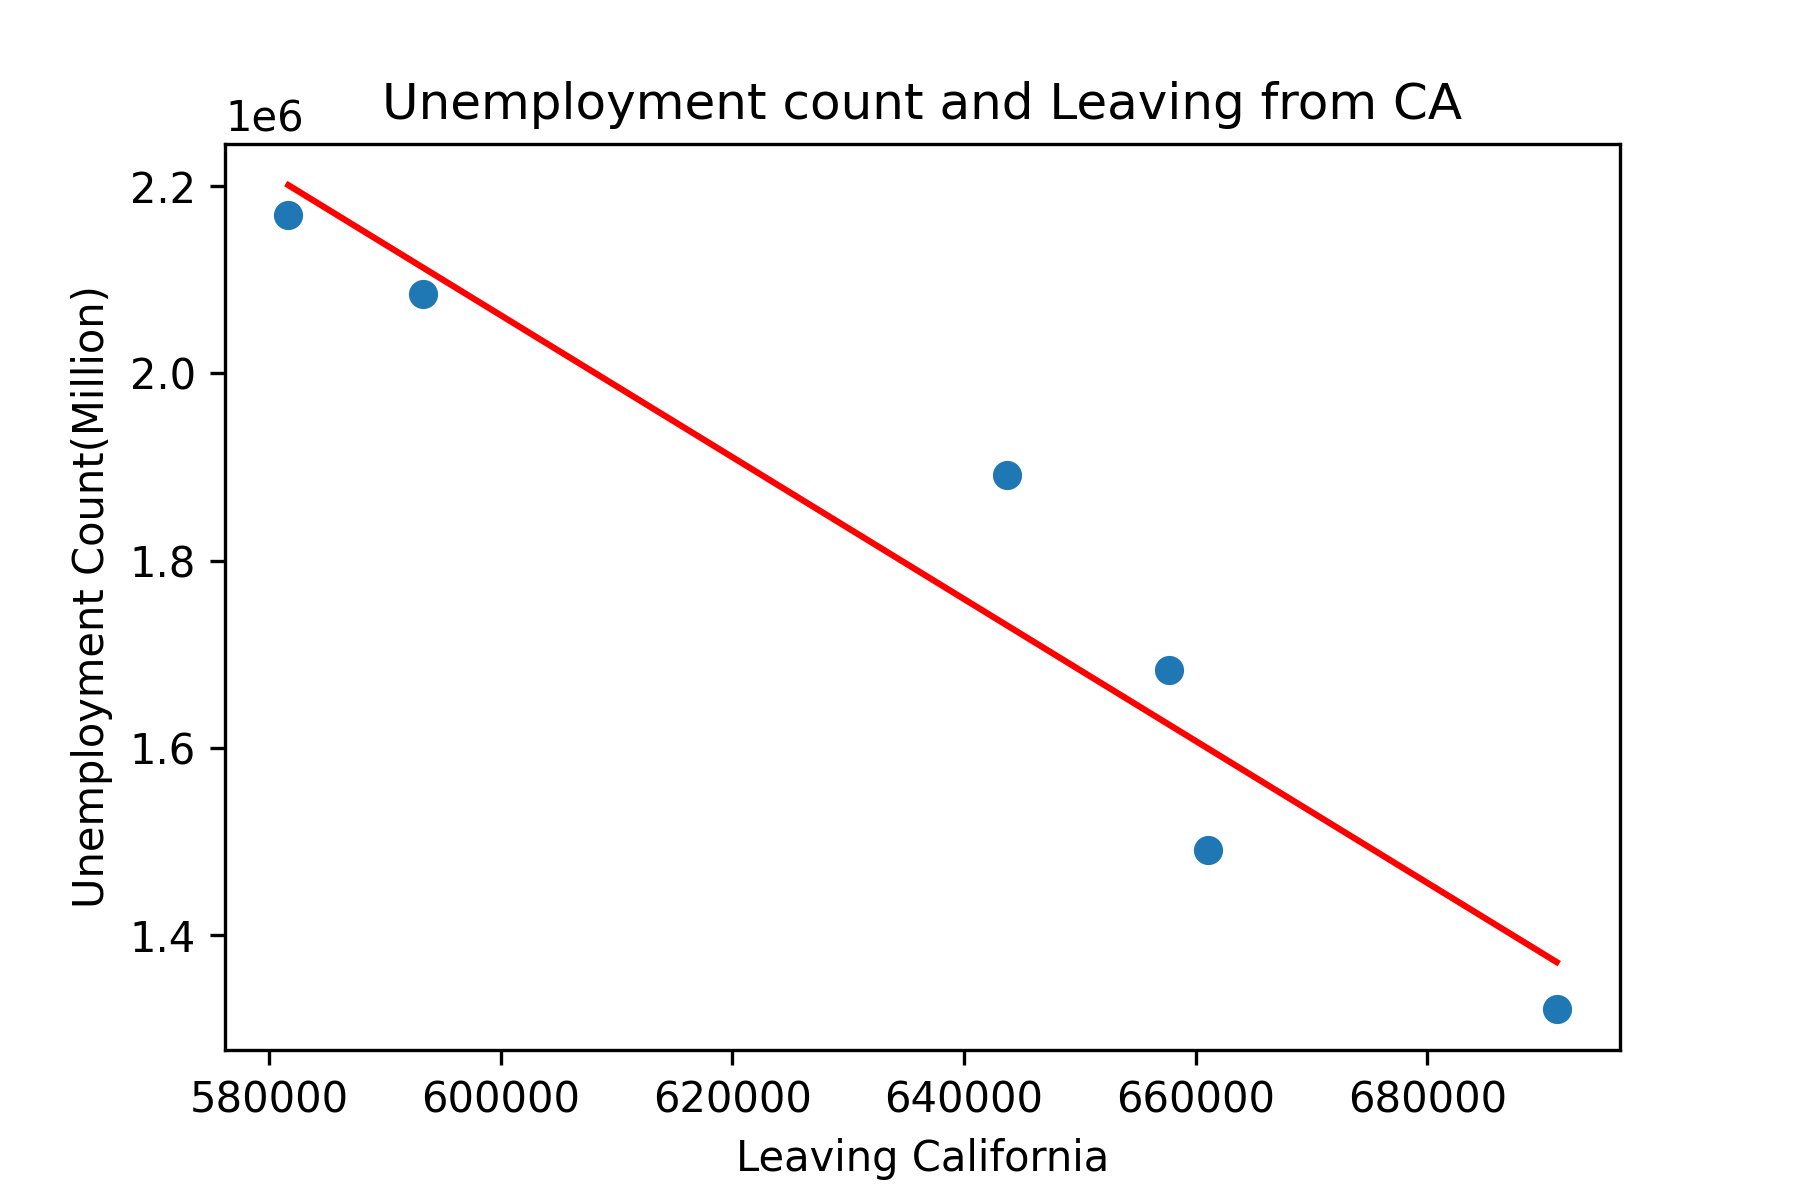 Unemployment count and Leaving from CA
1e6
2.2
2.0
1.8
1.6
1.4
Unemployment Count(Million)
580000 600000 620000 640000 660000 680000
Leaving California